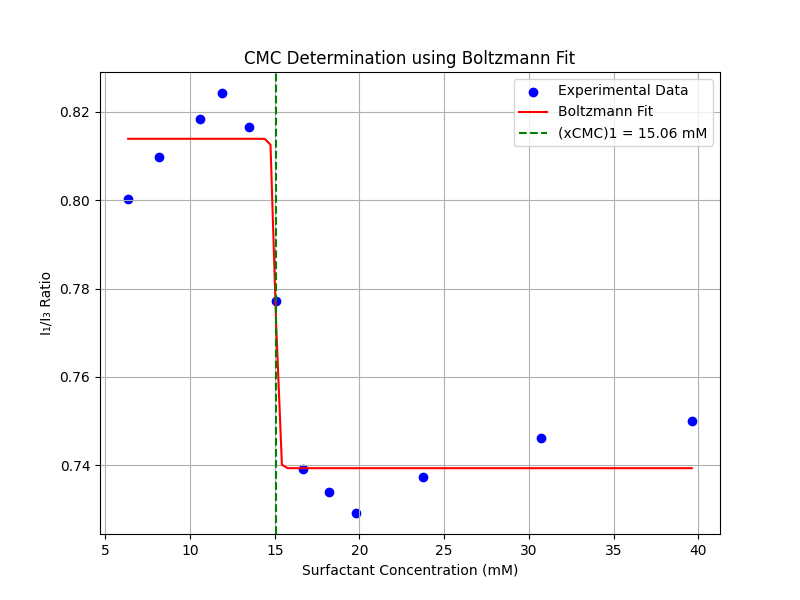 CMC Determination using Boltzmann Fit
Experimental Data
Boltzmann Fit
(xCMC)1 = 15.06 mM
I₁/I₃ Ratio
0.82
0.80
0.78
0.76
0.74
5 10 15 20 25 30 35 40
Surfactant Concentration (mM)